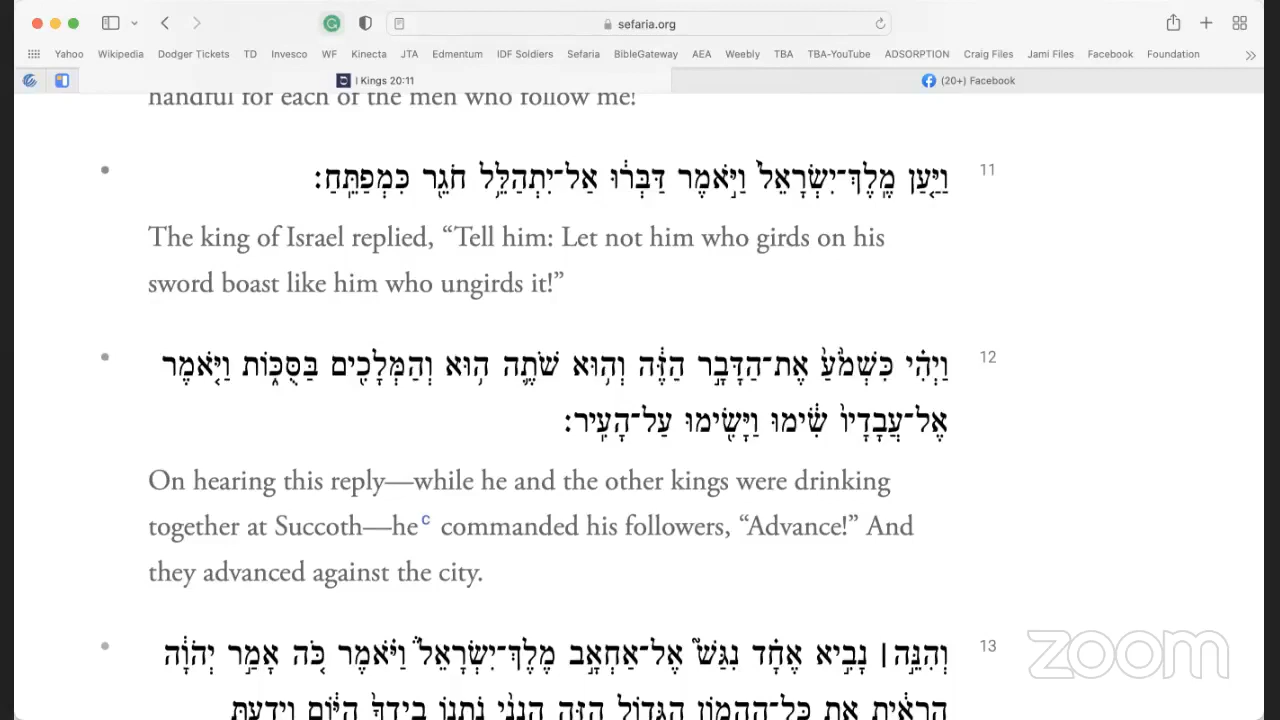 sefaria.org
Yahoo Wikipedia Dodger Tickets TD Invesco WF Kinecta JTA Edmentum IDF Soldiers Sefaria BibleGateway AEA Weebly TBA TBA-YouTube ADSORPTION Craig Files Jami Files Facebook Foundation
I Kings 20:11 (20+) Facebook
handful for each of the men who follow me!
11
וַיַּ֤עַן מֶֽלֶךְ־יִשְׂרָאֵל֙ וַיֹּ֣אמֶר דַּבְּר֔וּ אַל־יִתְהַלֵּ֥ל חֹגֵ֖ר כִּמְפַתֵּֽחַ׃
The king of Israel replied, “Tell him: Let not him who girds on his
sword boast like him who ungirds it!”
12
וַיְהִ֗י כִּשְׁמֹ֙עַ֙ אֶת־הַדָּבָ֣ר הַזֶּ֔ה וְה֥וּא שֹׁתֶ֛ה ה֥וּא וְהַמְּלָכִ֖ים בַּסֻּכּ֑וֹת וַיֹּ֤אמֶר
אֶל־עֲבָדָיו֙ שִׂ֔ימוּ וַיָּשִׂ֖ימוּ עַל־הָעִֽיר׃
On hearing this reply—while he and the other kings were drinking
together at Succoth—he c commanded his followers, “Advance!” And
they advanced against the city.
13
וְהִנֵּ֣ה ׀ נָבִ֣יא אֶחָ֗ד נִגַּשׁ֮ אֶל־אַחְאָ֣ב מֶֽלֶךְ־יִשְׂרָאֵל֒ וַיֹּ֗אמֶר כֹּ֚ה אָמַ֣ר יְהֹוָ֔ה
הֲרָאִ֕יתָ אֵ֛ת כׇּל־הֶהָמ֥וֹן הַגָּד֖וֹל הַזֶּ֑ה הִנְנִ֨י נֹתְנ֤וֹ בְיָֽדְךָ֙ הַיּ֔וֹם וְיָדַעְתָּ֖
zoom